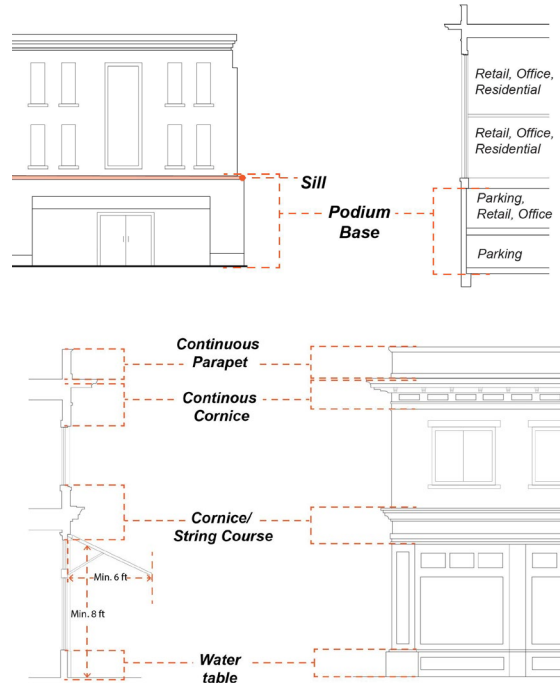 Retail, Office,
Residential
Retail, Office,
Residential
Sill
Podium
Base
Parking,
Retail, Office
Parking
Continuous
Parapet
Continous
Cornice
Cornice/
String Course
Min. 6 ft
Min. 8 ft
Water
table